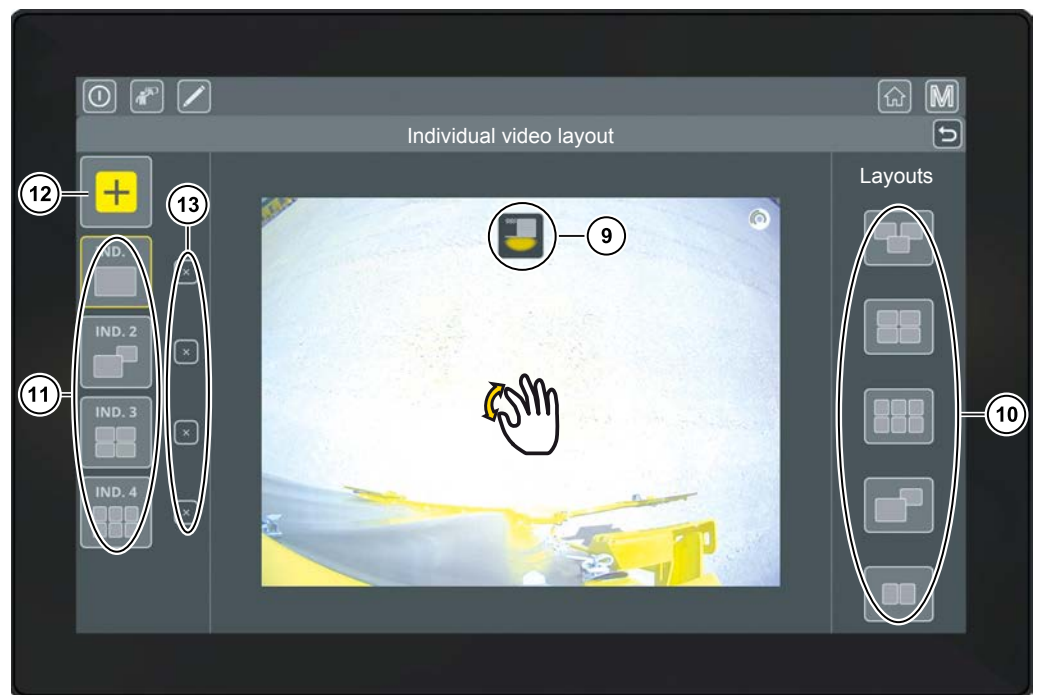 M
Individual video layout
12
13
Layouts
9
IND.
IND. 2
11
IND. 3
10
IND. 4